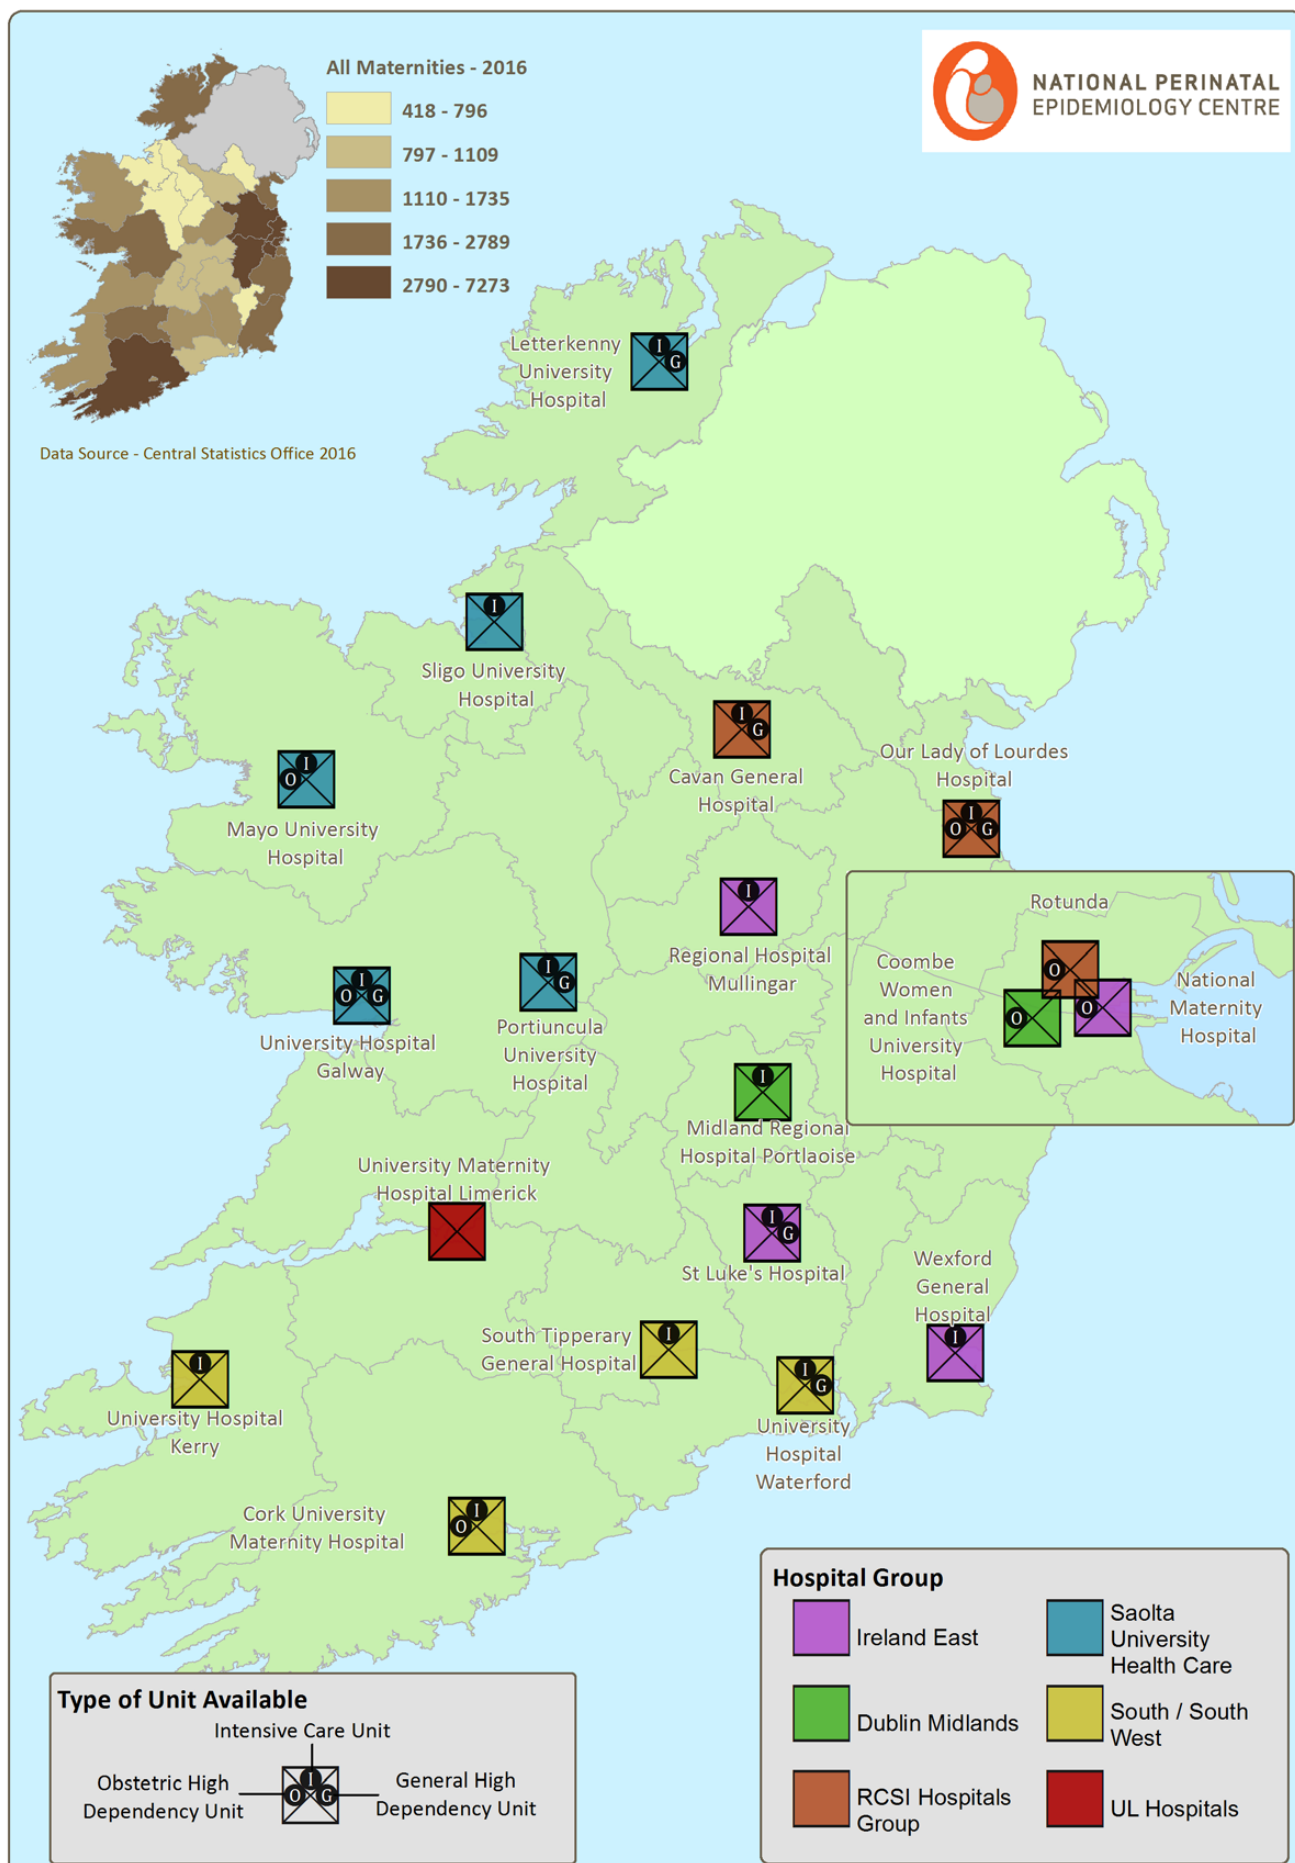 All Maternities - 2016
418 - 796
797 - 1109
1110 - 1735
1736 - 2789
2790 - 7273
Data Source - Central Statistics Office 2016
NATIONAL PERINATAL
EPIDEMIOLOGY CENTRE
Letterkenny
University
Hospital
I
G
I
Sligo University
Hospital
I
G
Cavan General
Hospital
Our Lady of Lourdes
Hospital
I
O
G
I
O
Mayo University
Hospital
I
Regional Hospital
Mullingar
Rotunda
O
Coombe
Women
and Infants
University
Hospital
O
National
Maternity
Hospital
O
I
O
G
University Hospital
Galway
I
G
Portiuncula
University
Hospital
I
Midland Regional
Hospital Portlaoise
University Maternity
Hospital Limerick
I
G
St Luke's Hospital
Wexford
General
Hospital
I
South Tipperary
General Hospital
I
I
G
University
Hospital
Waterford
I
University Hospital
Kerry
Cork University
Maternity Hospital
I
O
Type of Unit Available
Intensive Care Unit
Obstetric High
Dependency Unit
I
O
G
General High
Dependency Unit
Hospital Group
Ireland East
Saolta
University
Health Care
Dublin Midlands
South / South
West
RCSI Hospitals
Group
UL Hospitals